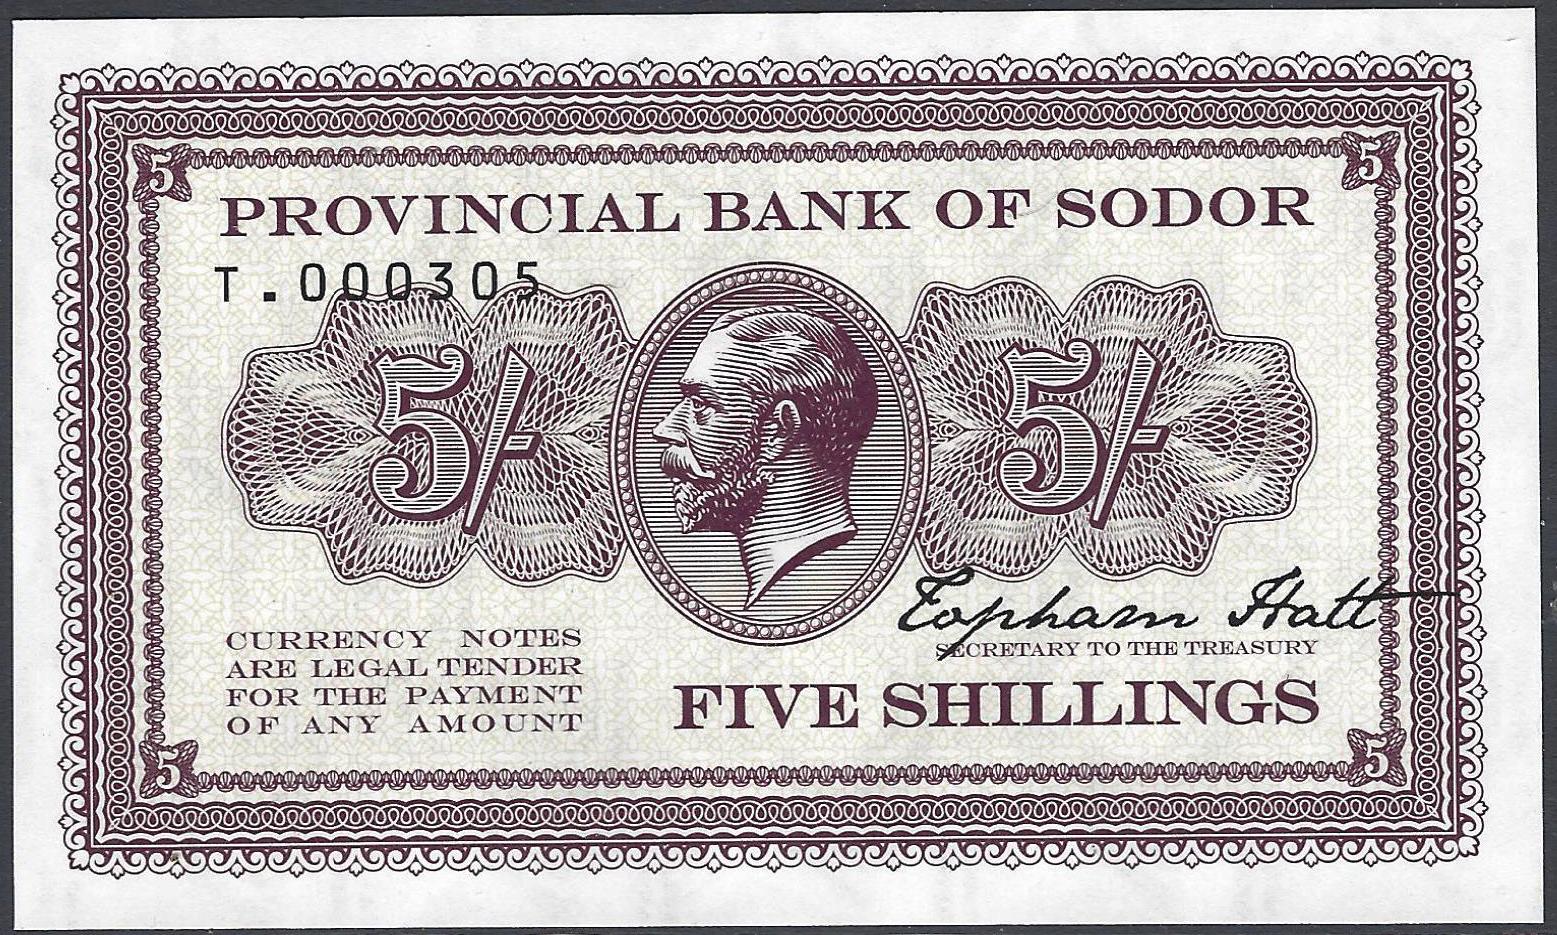 5 5
PROVINCIAL BANK OF SODOR
T.000305
5/- 5/-
Topham Hatt
SECRETARY TO THE TREASURY
CURRENCY NOTES
ARE LEGAL TENDER
FOR THE PAYMENT
OF ANY AMOUNT
FIVE SHILLINGS
5 5